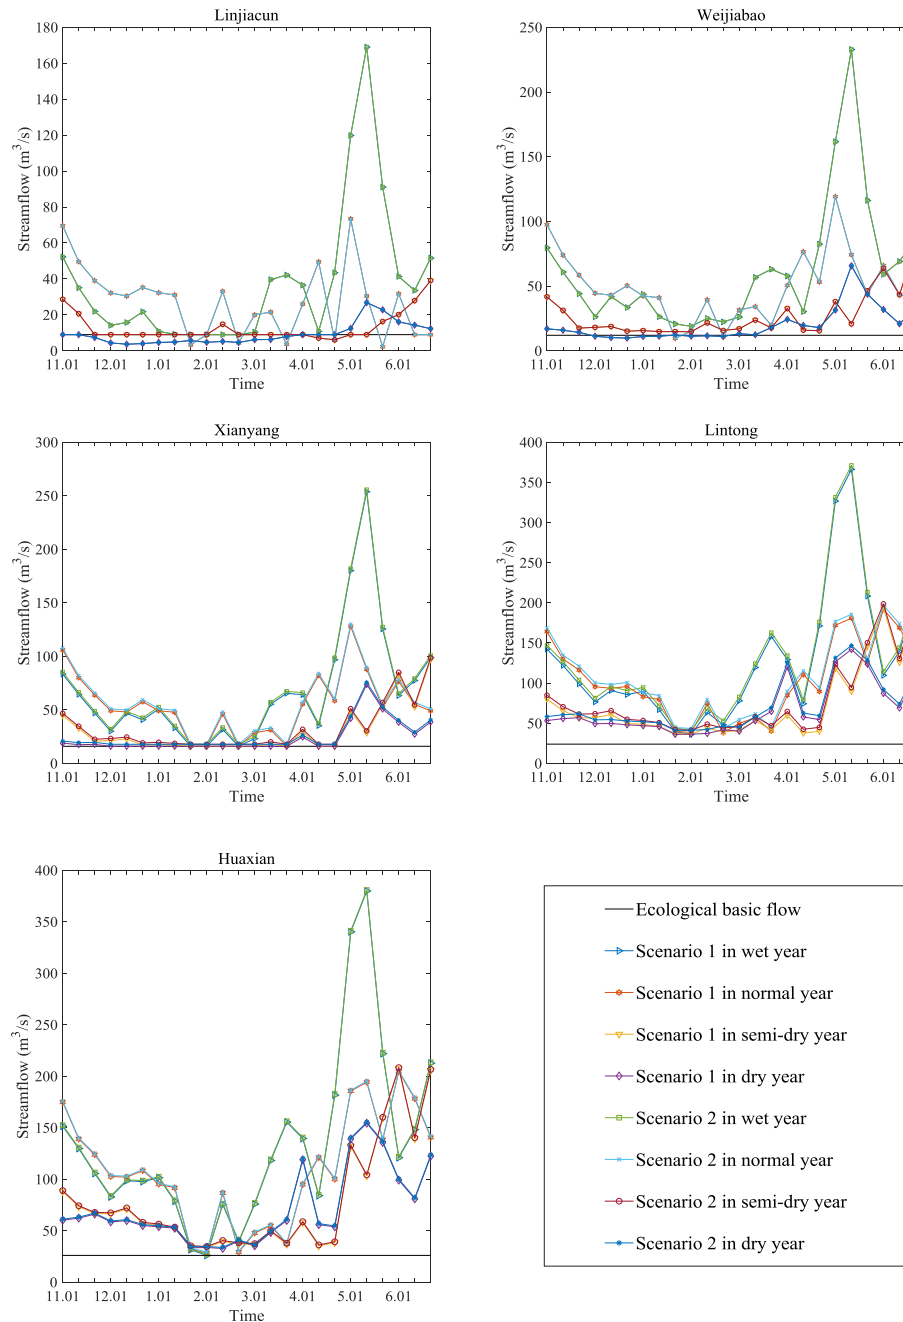 Linjiacun
180
160
140
120
100
80
60
40
20
0
Streamflow (m³/s)
11.01 12.01 1.01 2.01 3.01 4.01 5.01 6.01
Time
Weijiabao
250
200
150
100
50
0
Streamflow (m³/s)
11.01 12.01 1.01 2.01 3.01 4.01 5.01 6.01
Time
Xianyang
300
250
200
150
100
50
0
Streamflow (m³/s)
11.01 12.01 1.01 2.01 3.01 4.01 5.01 6.01
Time
Lintong
400
350
300
250
200
150
100
50
0
Streamflow (m³/s)
11.01 12.01 1.01 2.01 3.01 4.01 5.01 6.01
Time
Huaxian
400
350
300
250
200
150
100
50
0
Streamflow (m³/s)
11.01 12.01 1.01 2.01 3.01 4.01 5.01 6.01
Time
Ecological basic flow
Scenario 1 in wet year
Scenario 1 in normal year
Scenario 1 in semi-dry year
Scenario 1 in dry year
Scenario 2 in wet year
Scenario 2 in normal year
Scenario 2 in semi-dry year
Scenario 2 in dry year